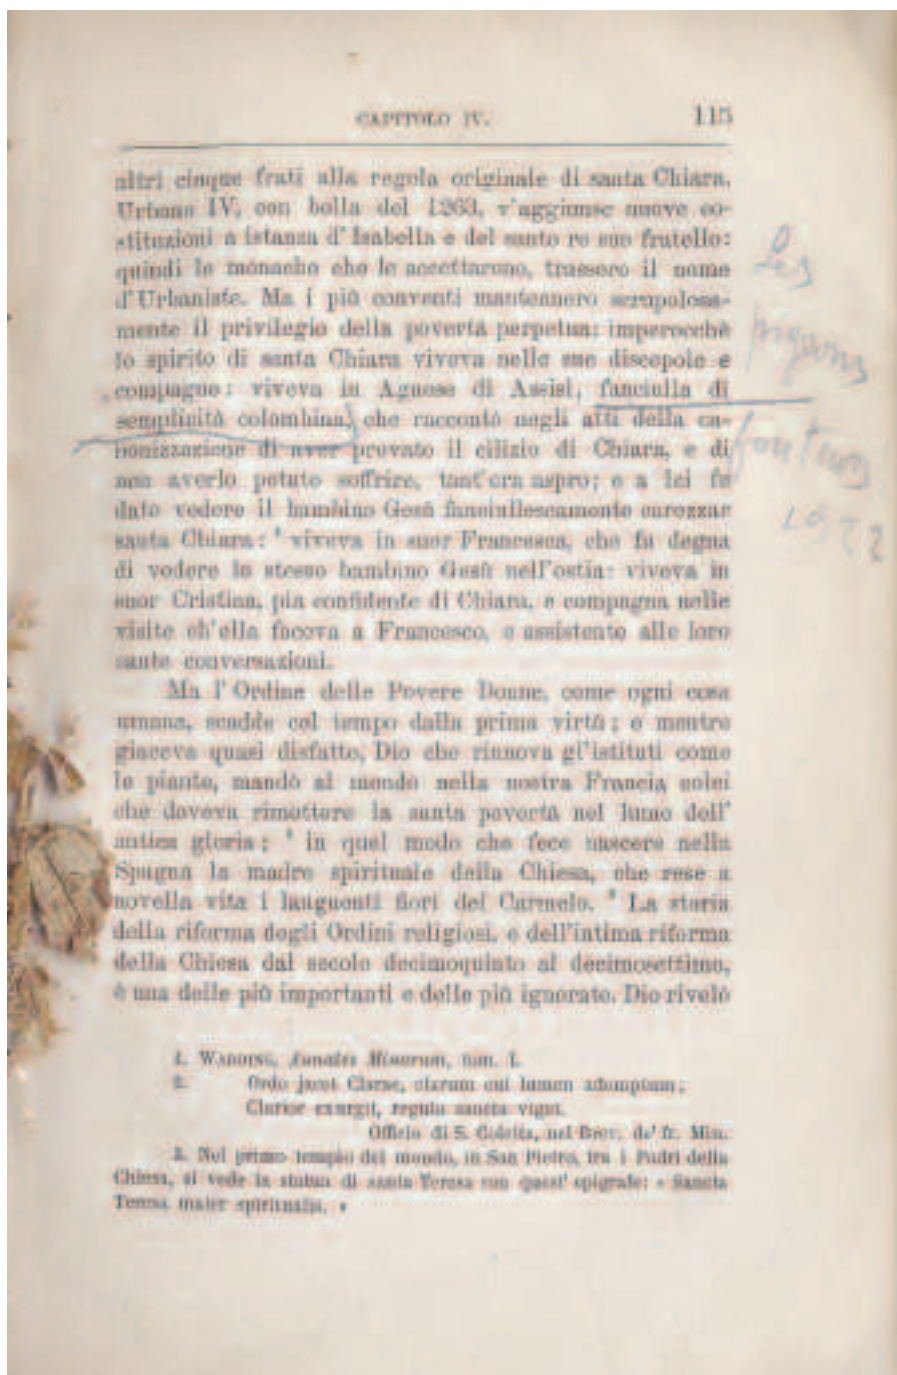 CAPITOLO IV. 115
altri cinque frati alla regola originale di santa Chiara.
Urbano IV, con bolla del 1263, v'aggiunse nuove co-
stituzioni a istanza d'Isabella e del santo re suo fratello:
quindi le monache che le accettarono, trassero il nome
d'Urbaniste. Ma i più conventi mantennero scrupolosa-
mente il privilegio della povertà perpetua: imperocchè
lo spirito di santa Chiara viveva nelle sue discepole e
compagne: viveva in Agnese di Assisi, fanciulla di
semplicità colombina, che raccontò negli atti della ca-
nonizzazione di aver provato il cilizio di Chiara, e di
non averlo potuto soffrire, tant'era aspro; e a lei fu
dato vedere il bambino Gesù fanciullescamente carezzar
santa Chiara: ¹ viveva in suor Francesca, che fu degna
di vedere lo stesso bambino Gesù nell'ostia: viveva in
suor Cristina, pia confidente di Chiara, e compagna nelle
visite ch'ella faceva a Francesco, e assistente alle loro
sante conversazioni.
Ma l'Ordine delle Povere Donne, come ogni cosa
umana, scadde col tempo dalla prima virtù; e mentre
giaceva quasi disfatto, Dio che rinnova gl'istituti come
le piante, mandò al mondo nella nostra Francia colei
che doveva rimettere la santa povertà nel lume dell'
antica gloria; ² in quel modo che fece nascere nella
Spagna la madre spirituale della Chiesa, che rese a
novella vita i languenti fiori del Carmelo. ³ La storia
della riforma degli Ordini religiosi, e dell'intima riforma
della Chiesa dal secolo decimoquinto al decimosettimo,
è una delle più importanti e delle più ignorate. Dio rivelò
1. WADDING, Annales Minorum, tom. I.
2. Ordo jacet Clarae, clarum cui lumen ademptum;
Clarior exurgit, regula sancta viget.
Officio di S. Coletta, nel Brev. de' fr. Min.
3. Nel primo tempio del mondo, in San Pietro, tra i Padri della
Chiesa, si vede la statua di santa Teresa con quest'epigrafe: « Sancta
Teresa mater spiritualis. »
Les
pigeons
1922